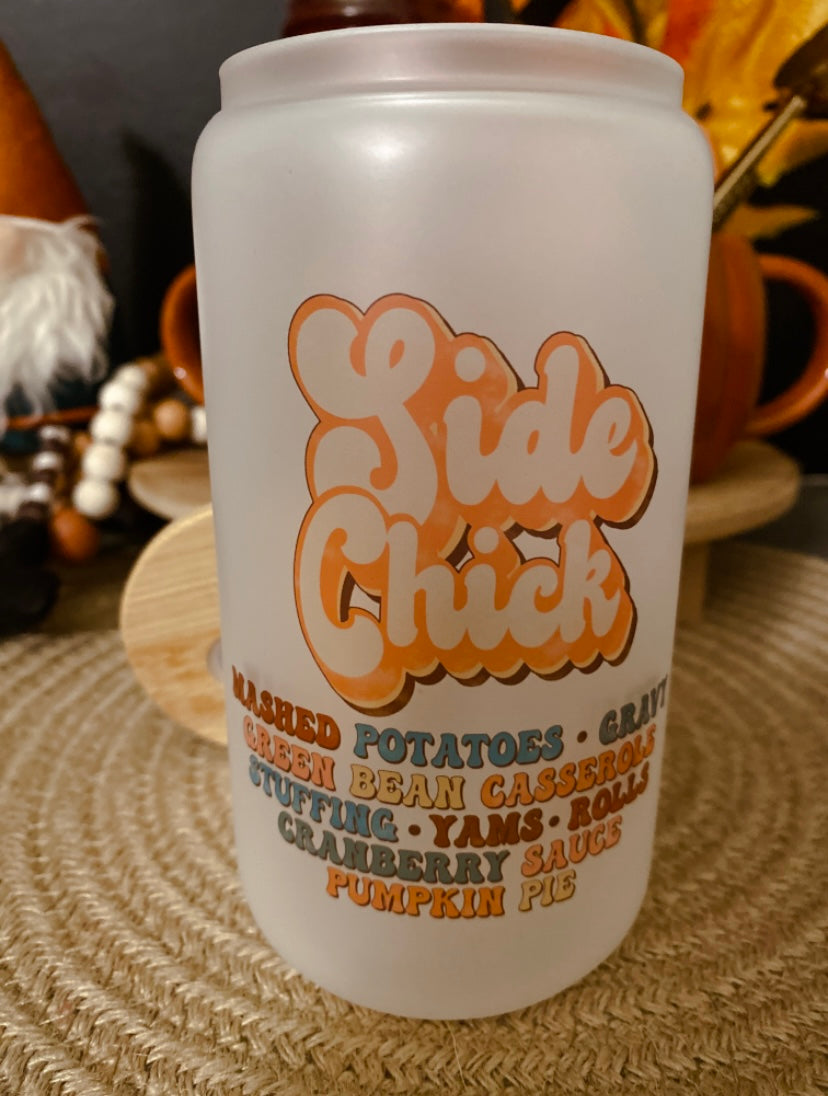 Side
Chick
MASHED POTATOES • GRAVY
GREEN BEAN CASSEROLE
STUFFING • YAMS • ROLLS
CRANBERRY SAUCE
PUMPKIN PIE